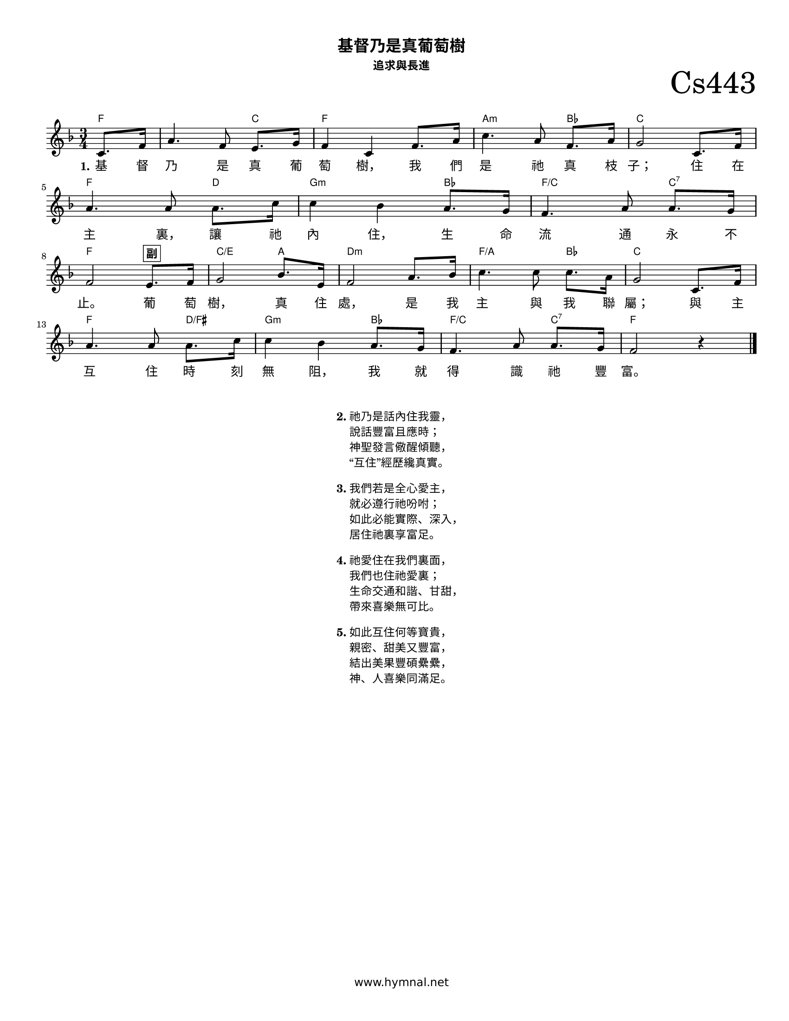 基督乃是真葡萄樹
追求與長進
Cs443
F C F Am B♭ C
1. 基 督 乃 是 真 葡 萄 樹， 我 們 是 祂 真 枝 子； 住 在
5 F D Gm B♭ F/C C7
主 裏， 讓 祂 內 住， 生 命 流 通 永 不
8 F 副 C/E A Dm F/A B♭ C
止。 葡 萄 樹， 真 住 處， 是 我 主 與 我 聯 屬； 與 主
13 F D/F♯ Gm B♭ F/C C7 F
互 住 時 刻 無 阻， 我 就 得 識 祂 豐 富。
2. 祂乃是話內住我靈，
說話豐富且應時；
神聖發言儆醒傾聽，
“互住”經歷纔真實。
3. 我們若是全心愛主，
就必遵行祂吩咐；
如此必能實際、深入，
居住祂裏享富足。
4. 祂愛住在我們裏面，
我們也住祂愛裏；
生命交通和諧、甘甜，
帶來喜樂無可比。
5. 如此互住何等寶貴，
親密、甜美又豐富，
結出美果豐碩纍纍，
神、人喜樂同滿足。
www.hymnal.net